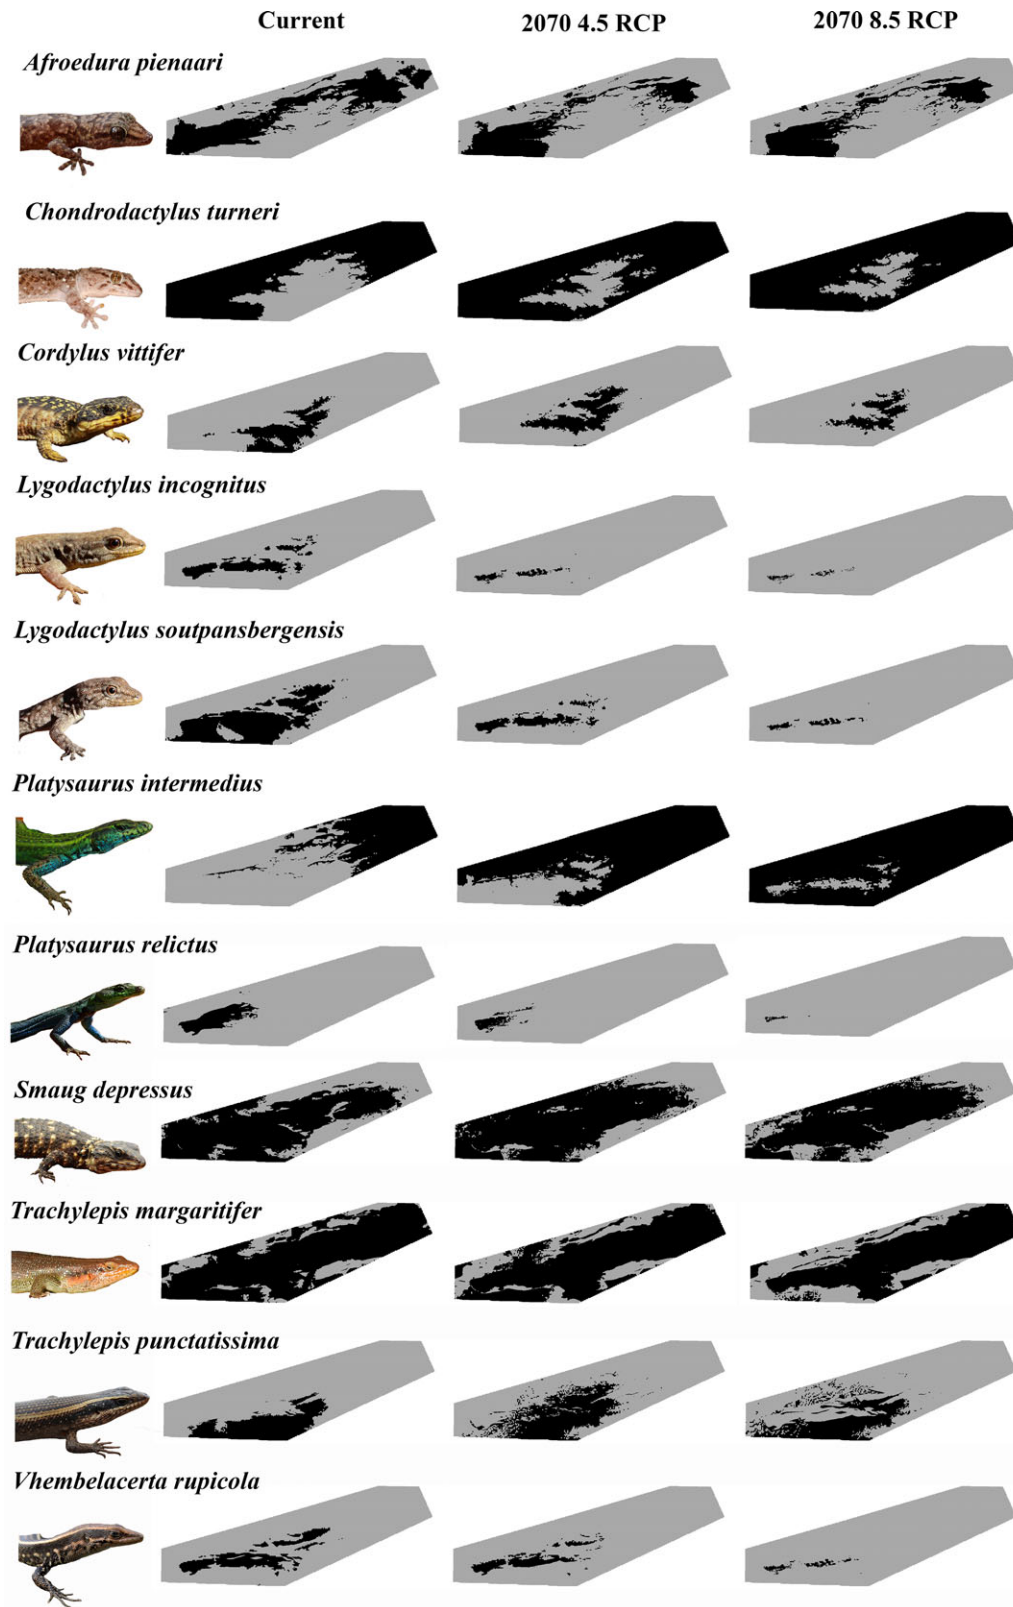 Current 2070 4.5 RCP 2070 8.5 RCP
Afroedura pienaari
Chondrodactylus turneri
Cordylus vittifer
Lygodactylus incognitus
Lygodactylus soutpansbergensis
Platysaurus intermedius
Platysaurus relictus
Smaug depressus
Trachylepis margaritifer
Trachylepis punctatissima
Vhembelacerta rupicola